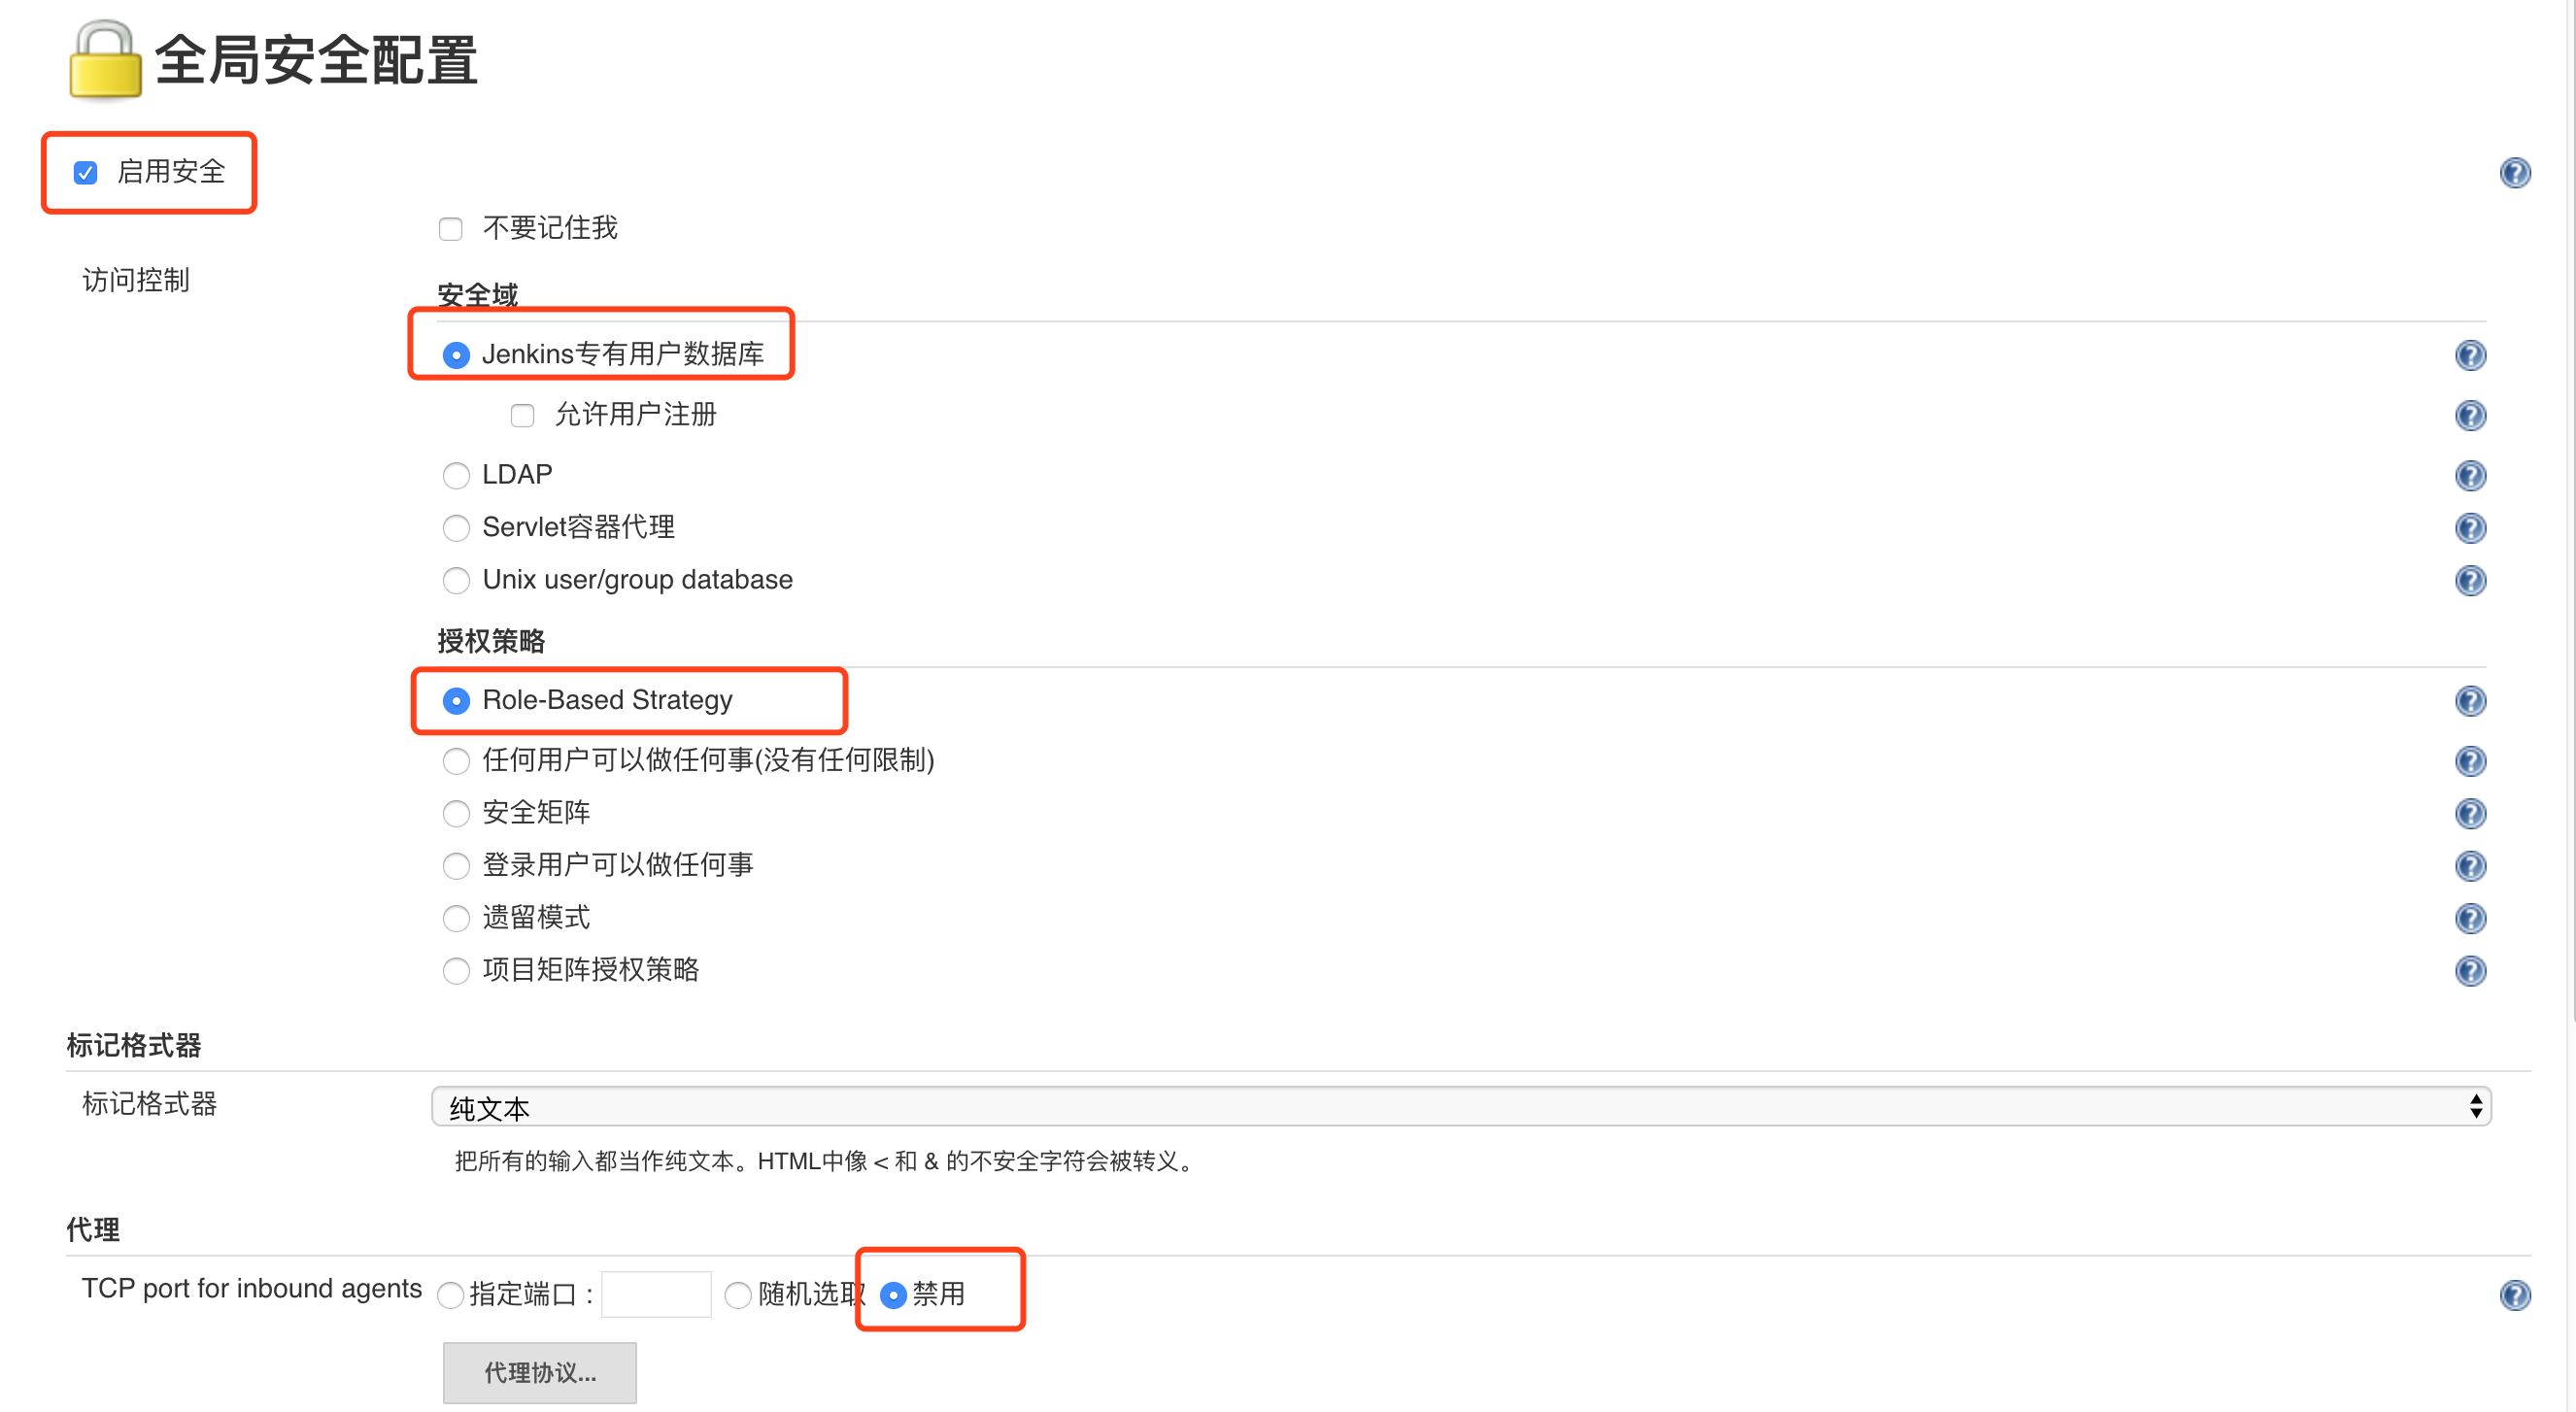 全局安全配置
启用安全
不要记住我
访问控制
安全域
Jenkins专有用户数据库
允许用户注册
LDAP
Servlet容器代理
Unix user/group database
授权策略
Role-Based Strategy
任何用户可以做任何事(没有任何限制)
安全矩阵
登录用户可以做任何事
遗留模式
项目矩阵授权策略
标记格式器
标记格式器 纯文本
把所有的输入都当作纯文本。HTML中像 < 和 & 的不安全字符会被转义。
代理
TCP port for inbound agents 指定端口 : 随机选取 禁用
代理协议...